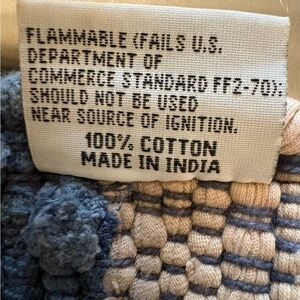 FLAMMABLE (FAILS U.S.
DEPARTMENT OF
COMMERCE STANDARD FF2-70):
SHOULD NOT BE USED
NEAR SOURCE OF IGNITION.
100% COTTON
MADE IN INDIA